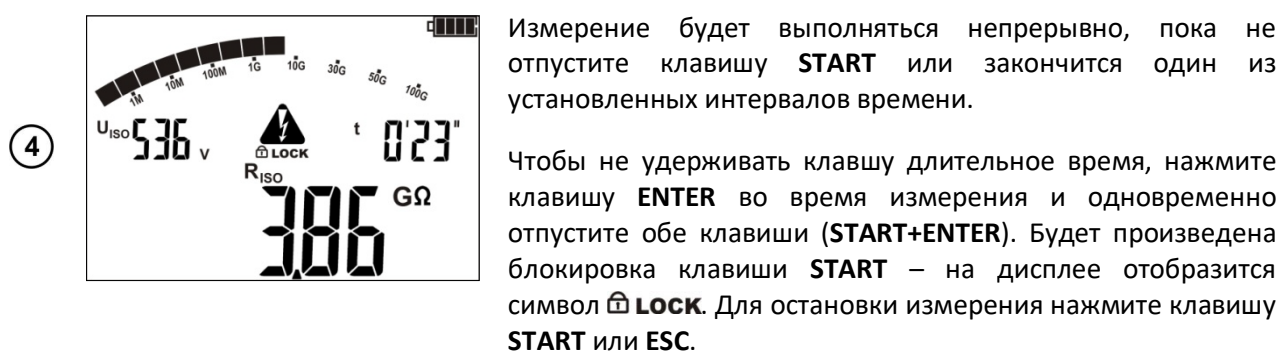 1M 10M 100M 1G 10G 30G 50G 100G
UISO 536 V
LOCK
t 0'23"
RISO
3.86 GΩ
4
Измерение будет выполняться непрерывно, пока не
отпустите клавишу START или закончится один из
установленных интервалов времени.
Чтобы не удерживать клавшу длительное время, нажмите
клавишу ENTER во время измерения и одновременно
отпустите обе клавиши (START+ENTER). Будет произведена
блокировка клавиши START – на дисплее отобразится
символ LOCK. Для остановки измерения нажмите клавишу
START или ESC.